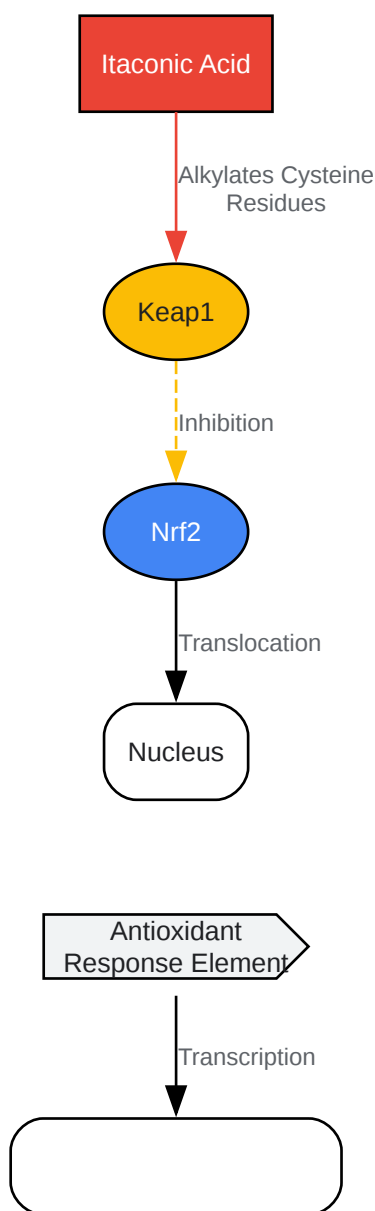 Itaconic Acid
Alkylates Cysteine
Residues
Keap1
Inhibition
Nrf2
Translocation
Nucleus
Antioxidant
Response Element
Transcription